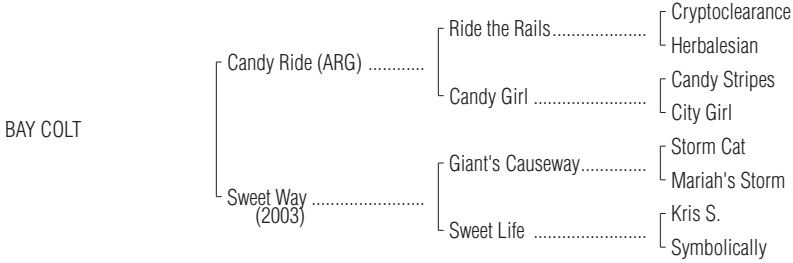 Cryptoclearance
Ride the Rails.....................
Herbalesian
Candy Ride (ARG) ............
Candy Stripes
Candy Girl .........................
City Girl
BAY COLT
Storm Cat
Giant's Causeway..............
Mariah's Storm
Sweet Way ........................
(2003)
Kris S.
Sweet Life .........................
Symbolically